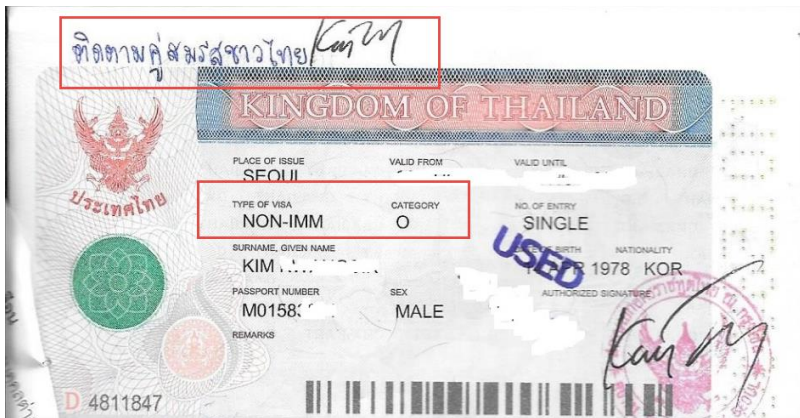 ติดตามคู่สมรสชาวไทย
KINGDOM OF THAILAND
PLACE OF ISSUE VALID FROM VALID UNTIL
SEOUL
TYPE OF VISA CATEGORY NO. OF ENTRY
NON-IMM O SINGLE
ประเทศไทย
USED
SURNAME, GIVEN NAME BIRTH NATIONALITY
KIM 1978 KOR
PASSPORT NUMBER SEX AUTHORIZED SIGNATURE
M0158 MALE
REMARKS
D 4811847